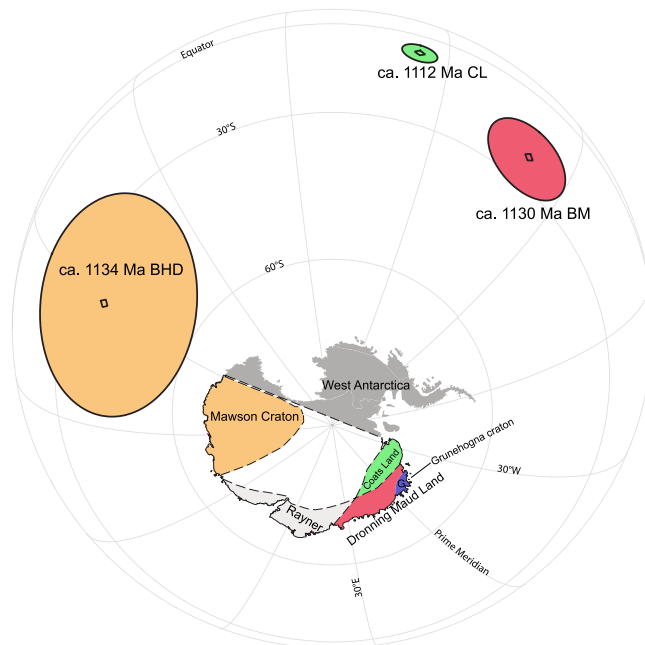 Equator
ca. 1112 Ma CL
30°S
ca. 1130 Ma BM
ca. 1134 Ma BHD
60°S
West Antarctica
Mawson Craton
Grunehogna craton
Coats Land
30°W
G
Dronning Maud Land
Rayner
Prime Meridian
30°E